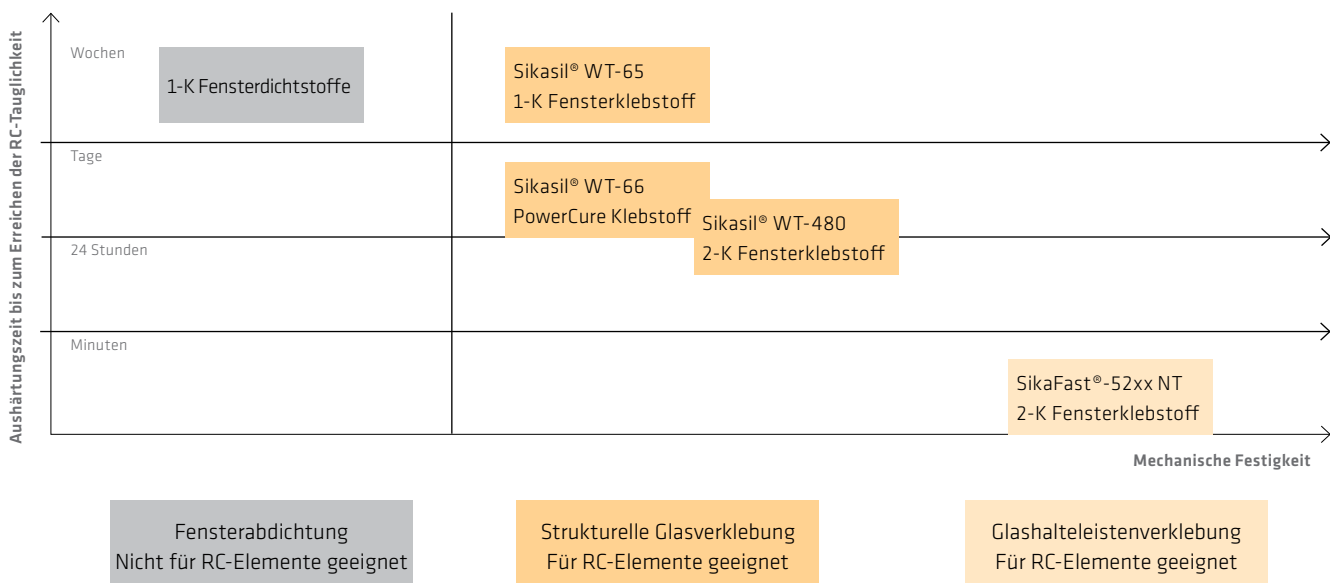 Aushärtungszeit bis zum Erreichen der RC-Tauglichkeit
Wochen
1-K Fensterdichtstoffe
Sikasil® WT-65
1-K Fensterklebstoff
Tage
Sikasil® WT-66
PowerCure Klebstoff
Sikasil® WT-480
2-K Fensterklebstoff
24 Stunden
Minuten
SikaFast®-52xx NT
2-K Fensterklebstoff
Mechanische Festigkeit
Fensterabdichtung
Nicht für RC-Elemente geeignet
Strukturelle Glasverklebung
Für RC-Elemente geeignet
Glashalteleistenverklebung
Für RC-Elemente geeignet